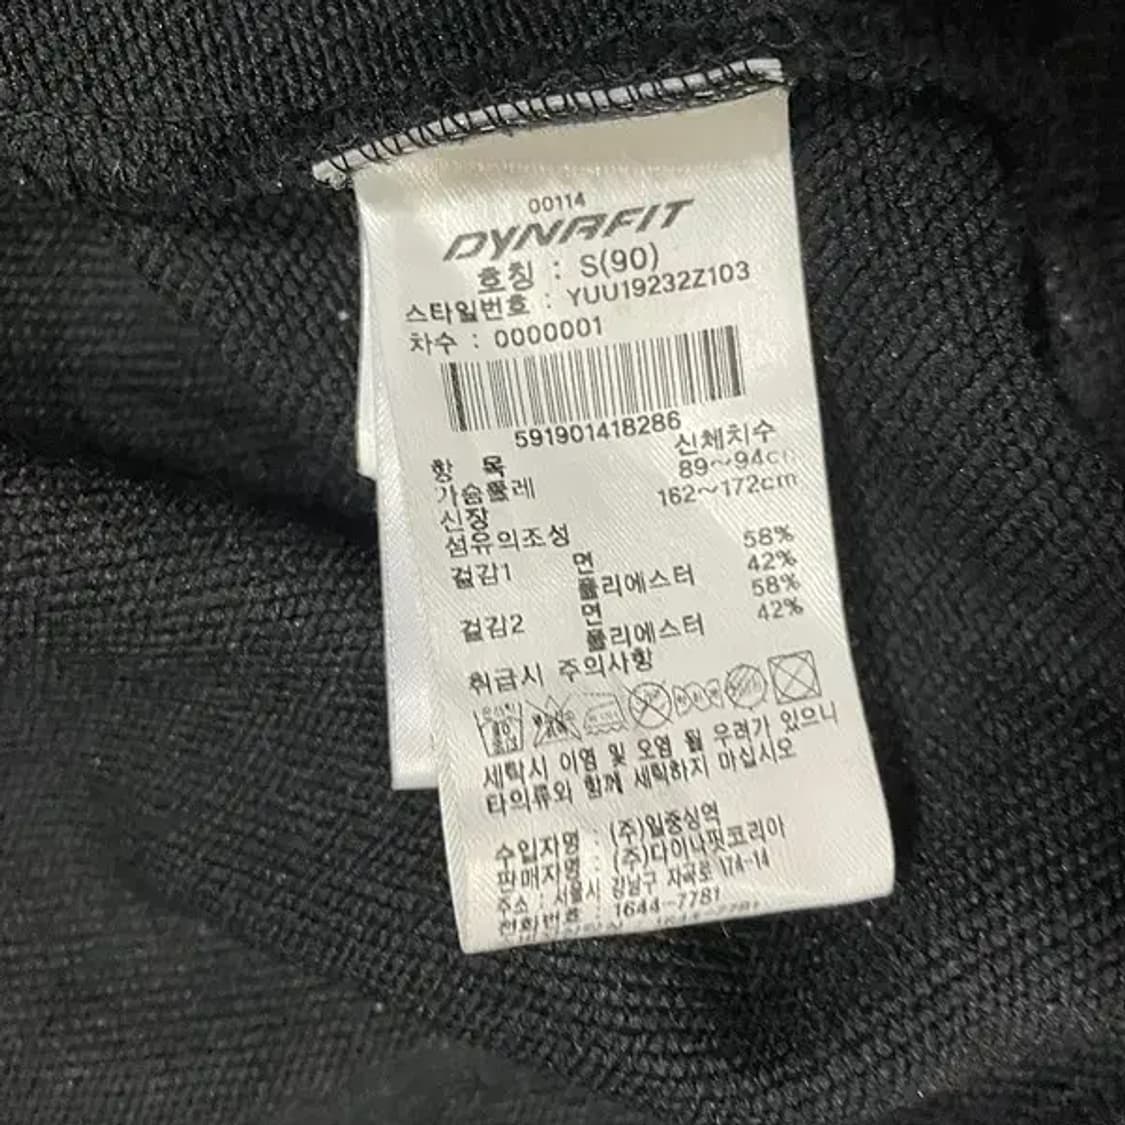 00114
DYNAFIT
호칭 : S(90)
스타일번호 : YUU19232Z103
차수 : 0000001
591901418286
항 목 신체치수
가슴둘레 89~94cm
신장 162~172cm
섬유의조성
겉감1 면 58%
폴리에스터 42%
겉감2 면 58%
폴리에스터 42%
취급시 주의사항
세탁시 이염 및 오염 될 우려가 있으니
타의류와 함께 세탁하지 마십시오
수입자명 : (주)일중싱역
판매자명 : (주)다이나핏코리아
주소 : 서울시 강남구 자곡로 174-14
전화번호 : 1644-7781